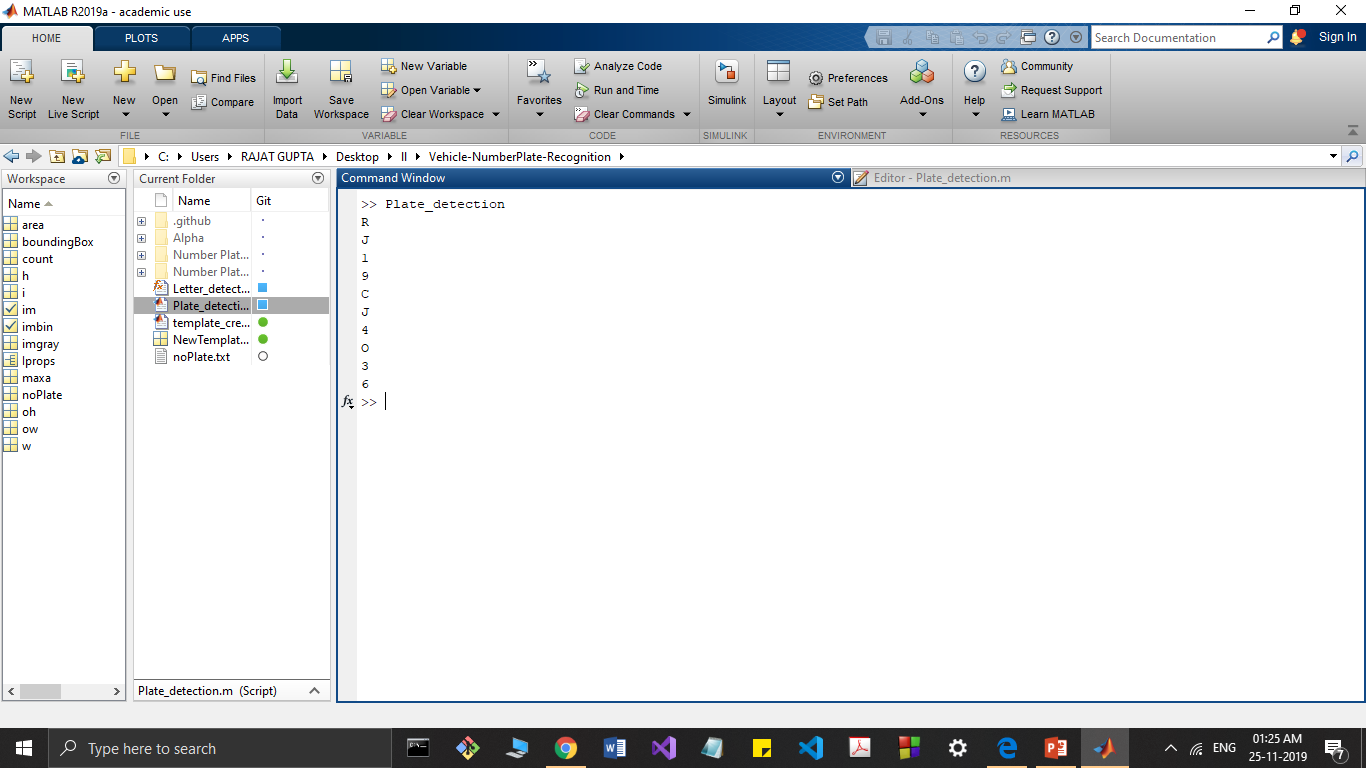 MATLAB R2019a - academic use
HOME PLOTS APPS
Search Documentation
Sign In
New Script
New Live Script
New
Open
Find Files
Compare
Import Data
Save Workspace
New Variable
Open Variable
Clear Workspace
Favorites
Analyze Code
Run and Time
Clear Commands
Simulink
Layout
Preferences
Set Path
Add-Ons
Help
Community
Request Support
Learn MATLAB
FILE VARIABLE CODE SIMULINK ENVIRONMENT RESOURCES
C: Users RAJAT GUPTA Desktop II Vehicle-NumberPlate-Recognition
Workspace
Name
area
boundingBox
count
h
i
im
imbin
imgray
Iprops
maxa
noPlate
oh
ow
w
Current Folder
Name Git
.github
Alpha
Number Plat...
Number Plat...
Letter_detect...
Plate_detecti...
template_cre...
NewTemplat...
noPlate.txt
Plate_detection.m (Script)
Command Window
Editor - Plate_detection.m
>> Plate_detection
R
J
1
9
C
J
4
O
3
6
fx >>
Type here to search
ENG
01:25 AM
25-11-2019
7